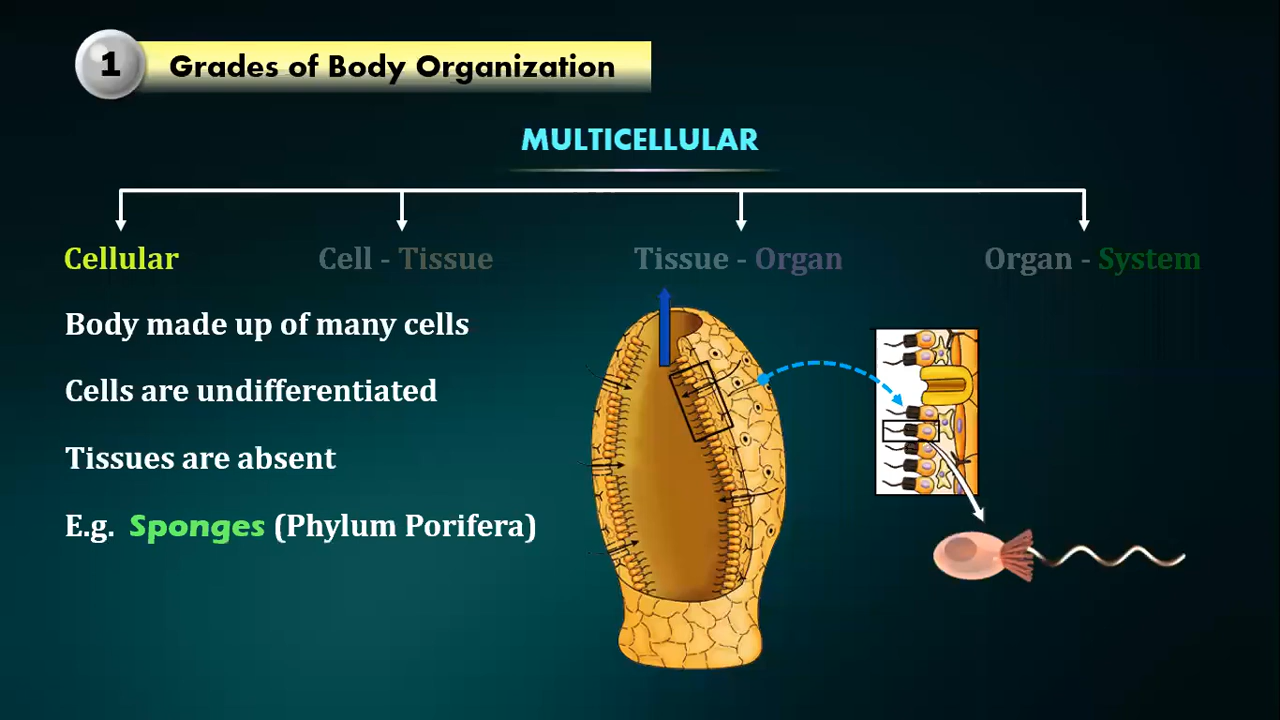 1
Grades of Body Organization
MULTICELLULAR
Cellular
Cell - Tissue
Tissue - Organ
Organ - System
Body made up of many cells
Cells are undifferentiated
Tissues are absent
E.g. Sponges (Phylum Porifera)